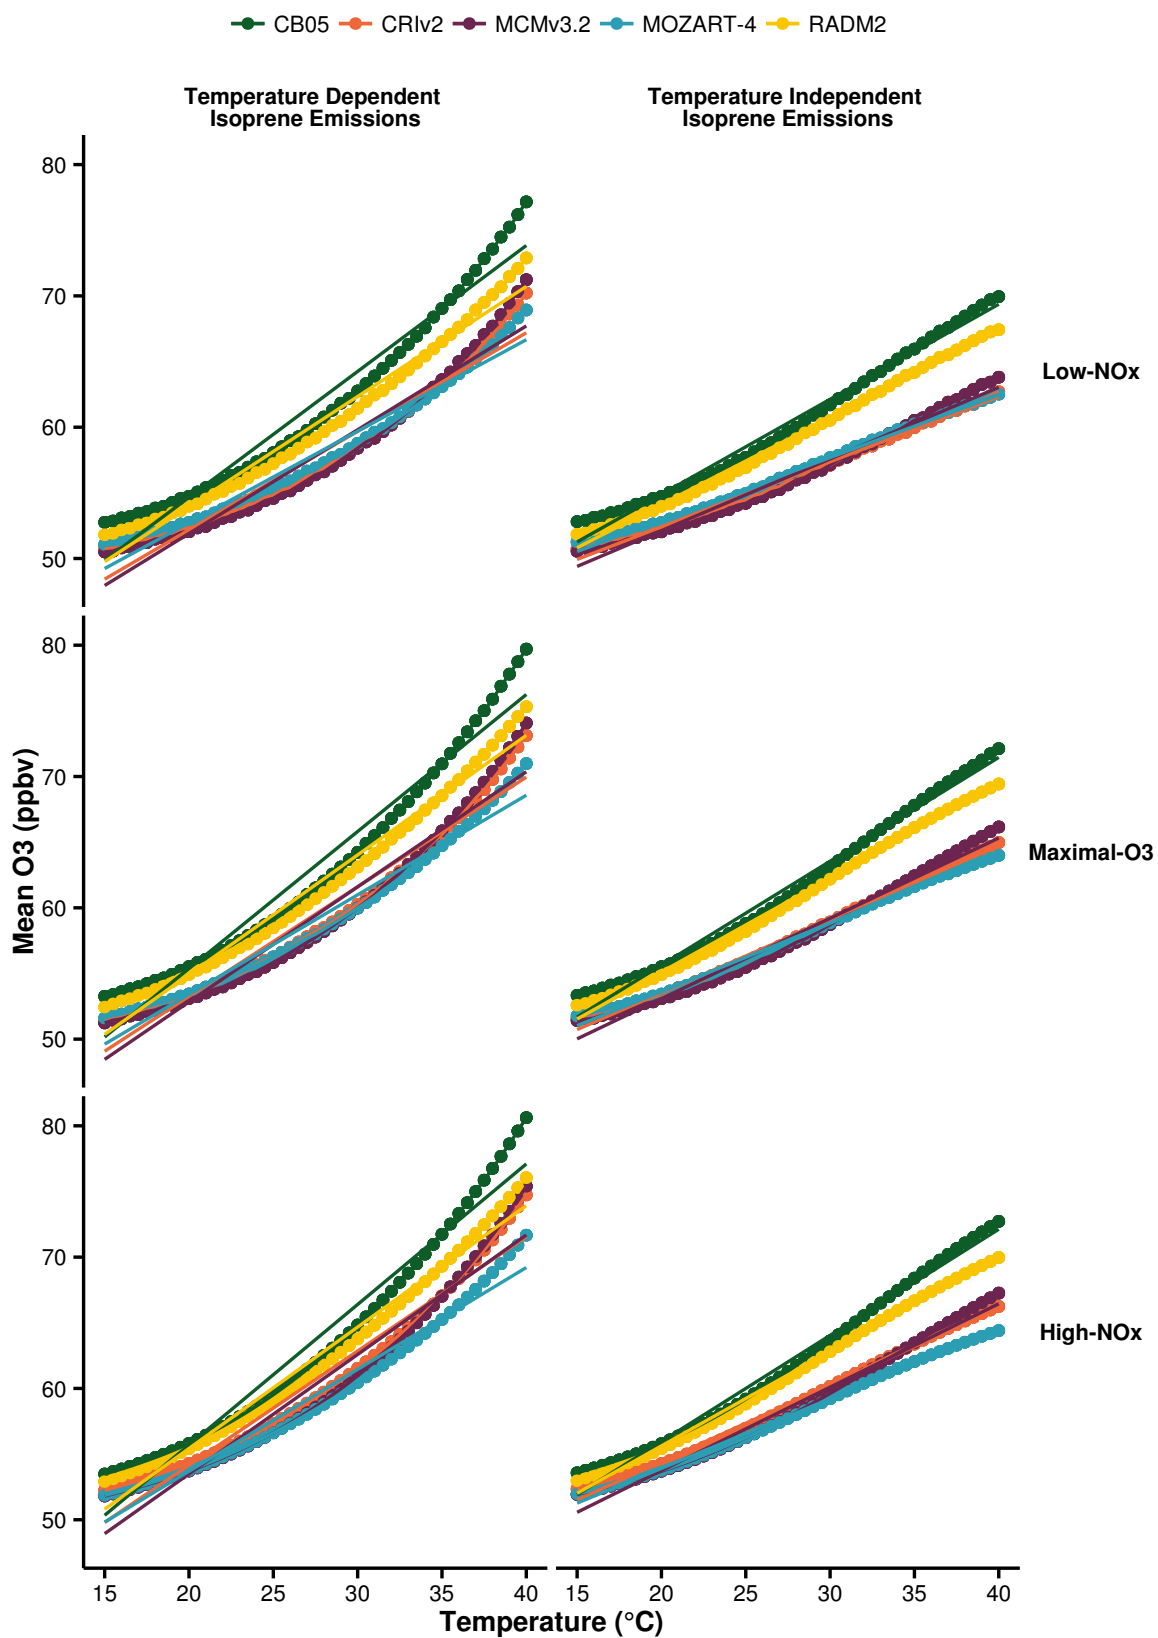 CB05 CRIv2 MCMv3.2 MOZART-4 RADM2
Temperature Dependent
Isoprene Emissions
Temperature Independent
Isoprene Emissions
80
70
60
50
Low-NOx
80
70
60
50
Maximal-O3
80
70
60
50
High-NOx
Mean O3 (ppbv)
15 20 25 30 35 40
15 20 25 30 35 40
Temperature (°C)